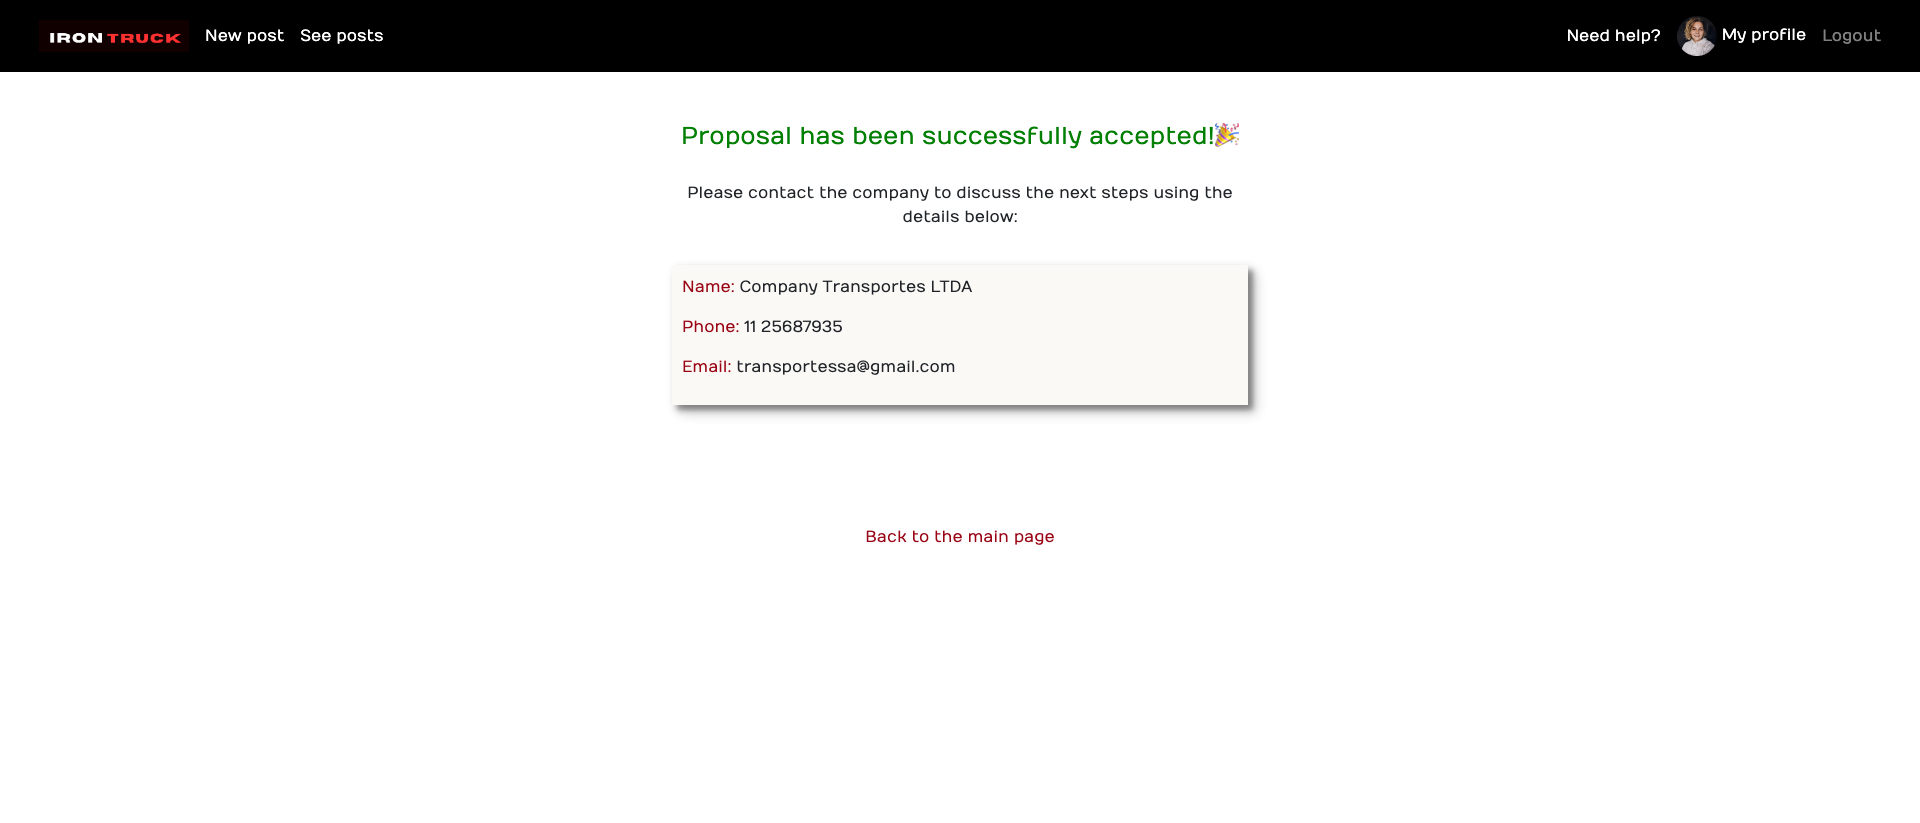 IRON TRUCK New post See posts Need help? My profile Logout
Proposal has been successfully accepted!🎉
Please contact the company to discuss the next steps using the
details below:
Name: Company Transportes LTDA
Phone: 11 25687935
Email: transportessa@gmail.com
Back to the main page